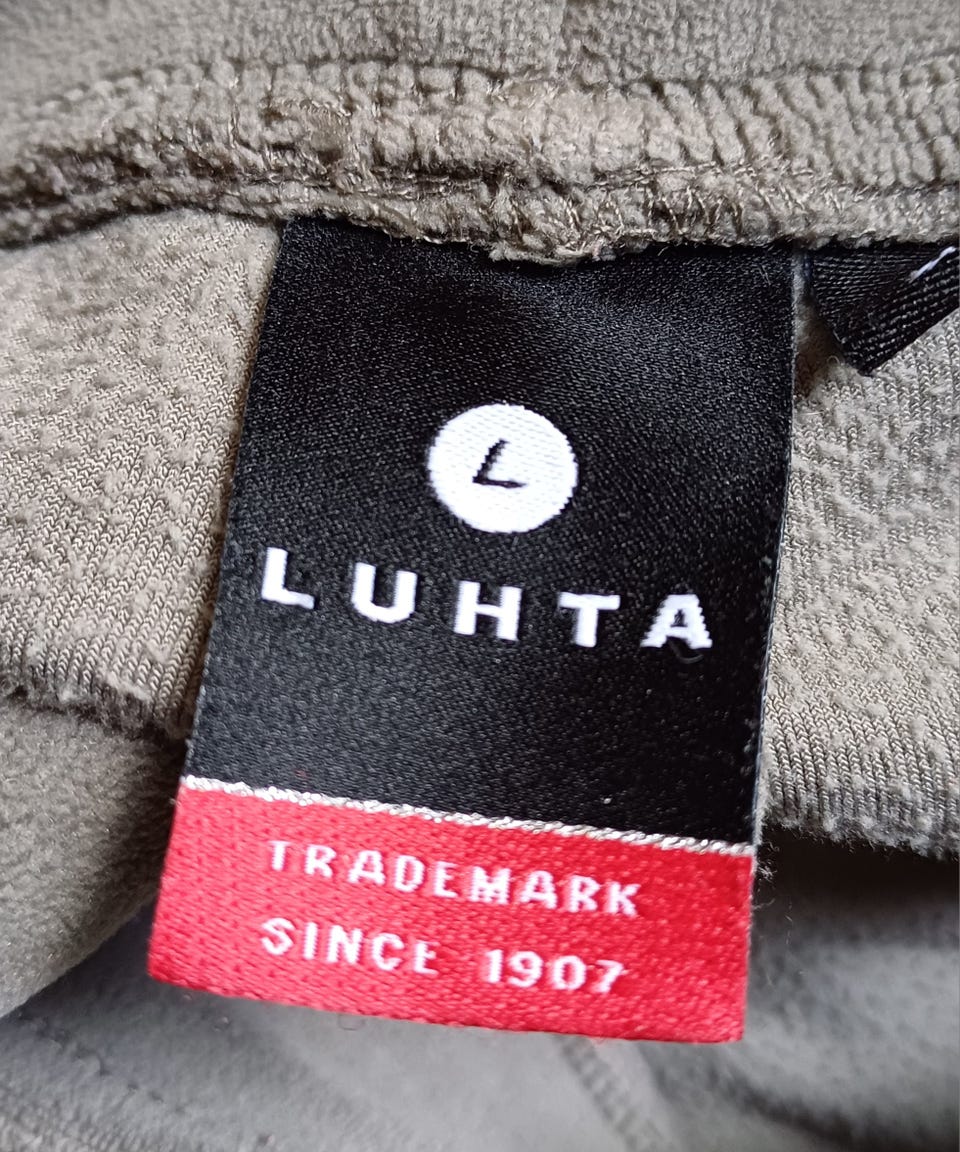 L
LUHTA
TRADEMARK
SINCE 1907